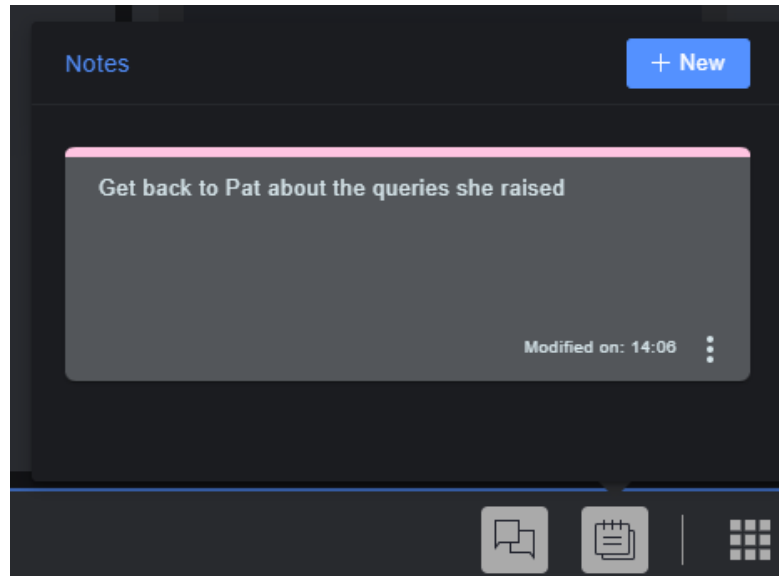 Notes
+ New
Get back to Pat about the queries she raised
Modified on: 14:06